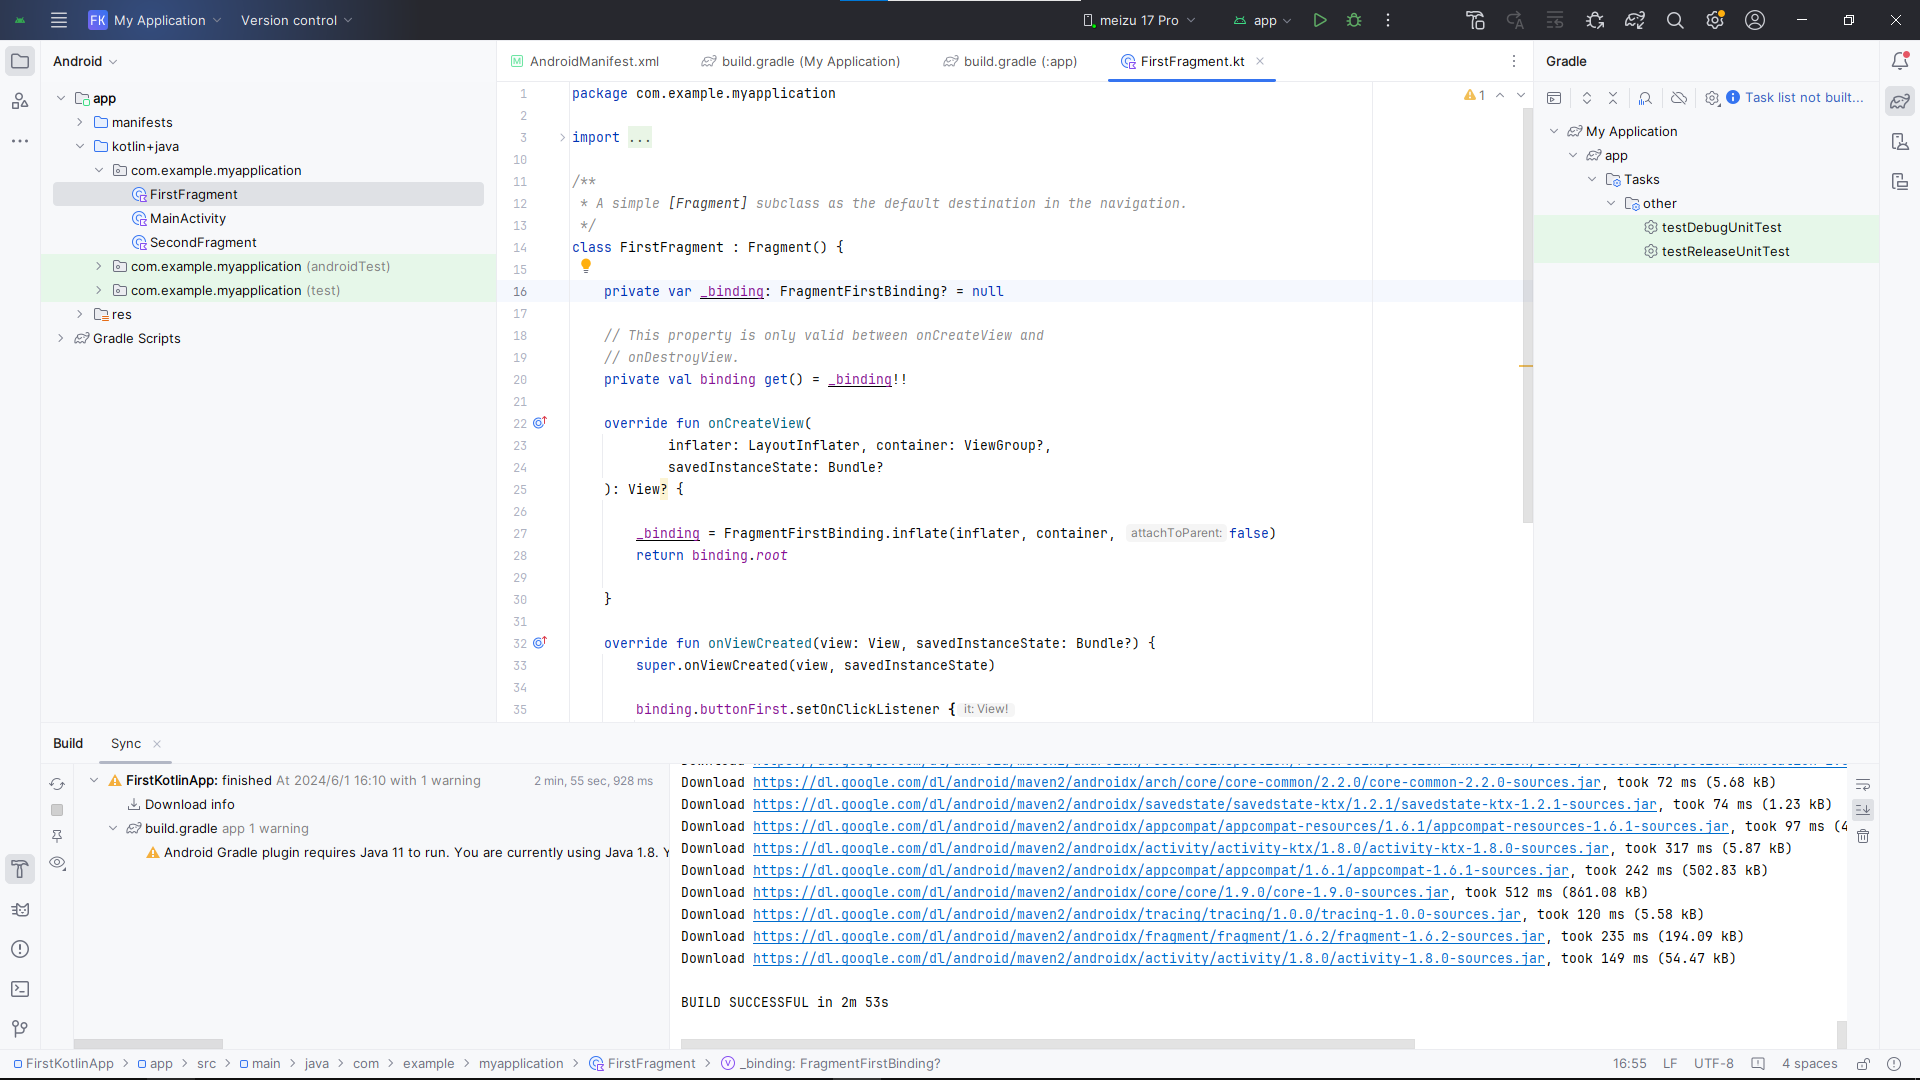 FK My Application Version control meizu 17 Pro app
Android
app
manifests
kotlin+java
com.example.myapplication
FirstFragment
MainActivity
SecondFragment
com.example.myapplication (androidTest)
com.example.myapplication (test)
res
Gradle Scripts
AndroidManifest.xml build.gradle (My Application) build.gradle (:app) FirstFragment.kt
1 package com.example.myapplication
2
3 import ...
10
11 /**
12 * A simple [Fragment] subclass as the default destination in the navigation.
13 */
14 class FirstFragment : Fragment() {
15
16 private var _binding: FragmentFirstBinding? = null
17
18 // This property is only valid between onCreateView and
19 // onDestroyView.
20 private val binding get() = _binding!!
21
22 override fun onCreateView(
23 inflater: LayoutInflater, container: ViewGroup?,
24 savedInstanceState: Bundle?
25 ): View? {
26
27 _binding = FragmentFirstBinding.inflate(inflater, container, attachToParent: false)
28 return binding.root
29
30 }
31
32 override fun onViewCreated(view: View, savedInstanceState: Bundle?) {
33 super.onViewCreated(view, savedInstanceState)
34
35 binding.buttonFirst.setOnClickListener { it: View!
1
Gradle
Task list not built...
My Application
app
Tasks
other
testDebugUnitTest
testReleaseUnitTest
Build Sync
FirstKotlinApp: finished At 2024/6/1 16:10 with 1 warning 2 min, 55 sec, 928 ms
Download info
build.gradle app 1 warning
Android Gradle plugin requires Java 11 to run. You are currently using Java 1.8. Y
Download https://dl.google.com/dl/android/maven2/androidx/arch/core/core-common/2.2.0/core-common-2.2.0-sources.jar, took 72 ms (5.68 kB)
Download https://dl.google.com/dl/android/maven2/androidx/savedstate/savedstate-ktx/1.2.1/savedstate-ktx-1.2.1-sources.jar, took 74 ms (1.23 kB)
Download https://dl.google.com/dl/android/maven2/androidx/appcompat/appcompat-resources/1.6.1/appcompat-resources-1.6.1-sources.jar, took 97 ms (4
Download https://dl.google.com/dl/android/maven2/androidx/activity/activity-ktx/1.8.0/activity-ktx-1.8.0-sources.jar, took 317 ms (5.87 kB)
Download https://dl.google.com/dl/android/maven2/androidx/appcompat/appcompat/1.6.1/appcompat-1.6.1-sources.jar, took 242 ms (502.83 kB)
Download https://dl.google.com/dl/android/maven2/androidx/core/core/1.9.0/core-1.9.0-sources.jar, took 512 ms (861.08 kB)
Download https://dl.google.com/dl/android/maven2/androidx/tracing/tracing/1.0.0/tracing-1.0.0-sources.jar, took 120 ms (5.58 kB)
Download https://dl.google.com/dl/android/maven2/androidx/fragment/fragment/1.6.2/fragment-1.6.2-sources.jar, took 235 ms (194.09 kB)
Download https://dl.google.com/dl/android/maven2/androidx/activity/activity/1.8.0/activity-1.8.0-sources.jar, took 149 ms (54.47 kB)
BUILD SUCCESSFUL in 2m 53s
FirstKotlinApp > app > src > main > java > com > example > myapplication > FirstFragment > _binding: FragmentFirstBinding? 16:55 LF UTF-8 4 spaces